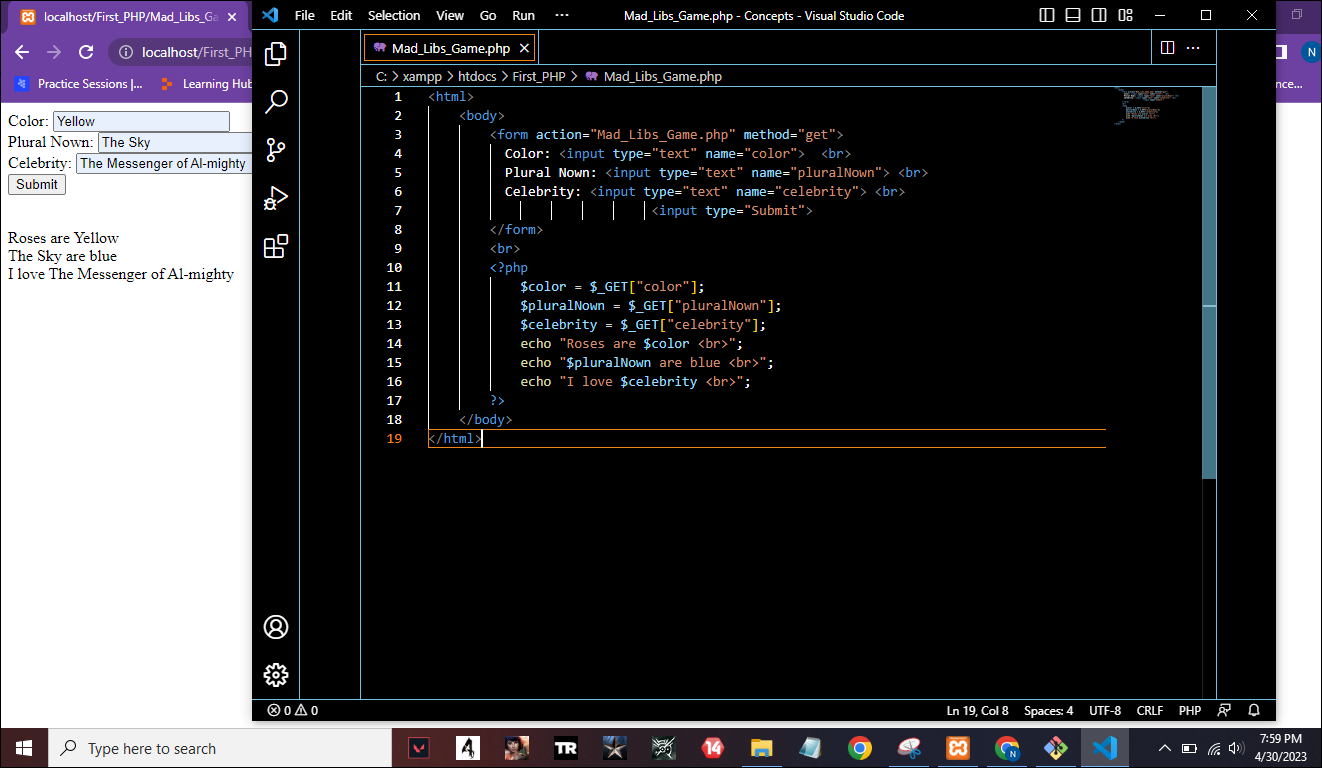 localhost/First_PHP/Mad_Libs_Ga
File Edit Selection View Go Run ··· Mad_Libs_Game.php - Concepts - Visual Studio Code
localhost/First_PH
N
Practice Sessions |... Learning Hub
nce...
Mad_Libs_Game.php
C: > xampp > htdocs > First_PHP > Mad_Libs_Game.php
Color: Yellow
Plural Nown: The Sky
Celebrity: The Messenger of Al-mighty
Submit
Roses are Yellow
The Sky are blue
I love The Messenger of Al-mighty
1 <html>
2 <body>
3 <form action="Mad_Libs_Game.php" method="get">
4 Color: <input type="text" name="color">  <br>
5 Plural Nown: <input type="text" name="pluralNown"> <br>
6 Celebrity: <input type="text" name="celebrity"> <br>
7 <input type="Submit">
8 </form>
9 <br>
10 <?php
11 $color = $_GET["color"];
12 $pluralNown = $_GET["pluralNown"];
13 $celebrity = $_GET["celebrity"];
14 echo "Roses are $color <br>";
15 echo "$pluralNown are blue <br>";
16 echo "I love $celebrity <br>";
17 ?>
18 </body>
19 </html>
0 0 Ln 19, Col 8 Spaces: 4 UTF-8 CRLF PHP
Type here to search
4
TR
14
N
7:59 PM
4/30/2023